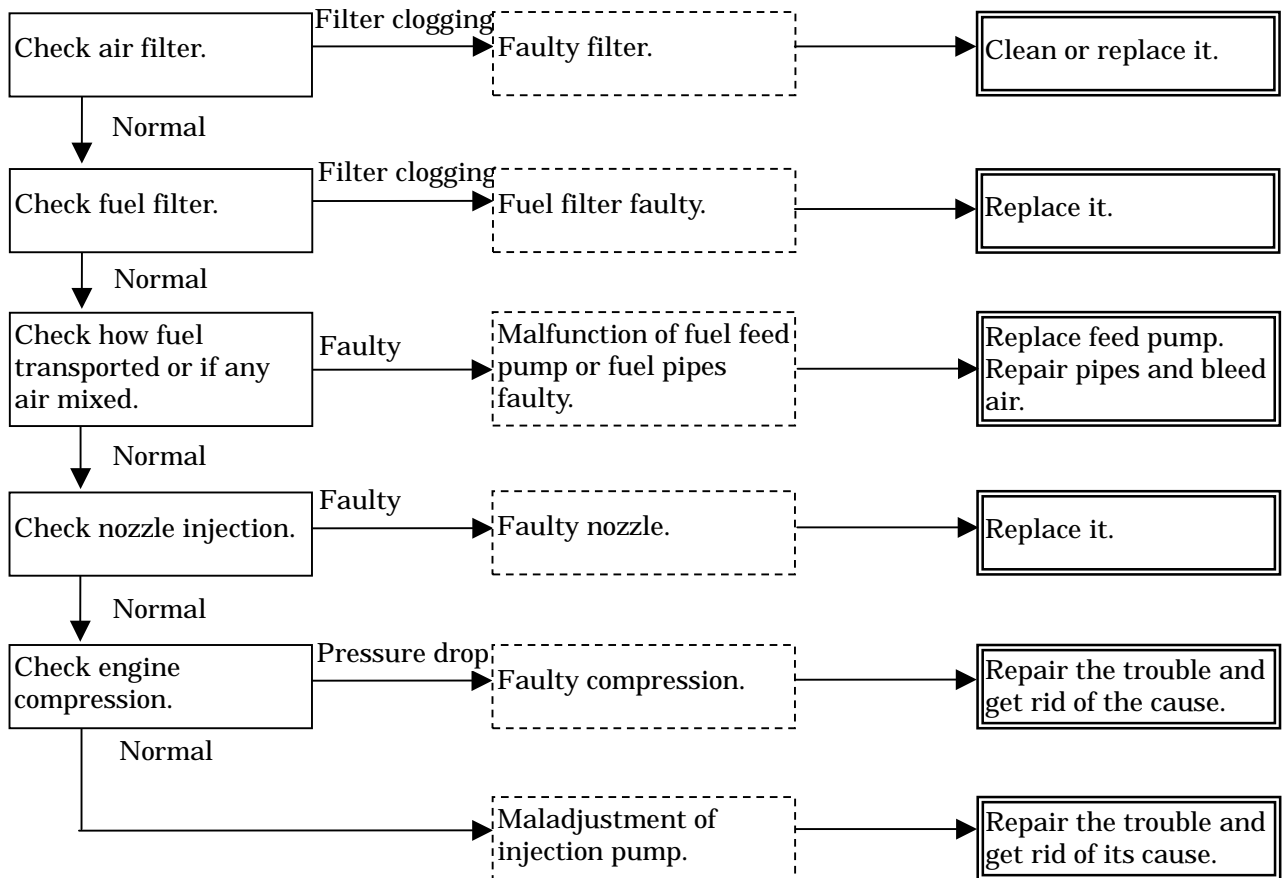 Filter clogging
Check air filter.
Faulty filter.
Clean or replace it.
Normal
Filter clogging
Check fuel filter.
Fuel filter faulty.
Replace it.
Normal
Check how fuel
transported or if any
air mixed.
Faulty
Malfunction of fuel feed
pump or fuel pipes
faulty.
Replace feed pump.
Repair pipes and bleed
air.
Normal
Check nozzle injection.
Faulty
Faulty nozzle.
Replace it.
Normal
Check engine
compression.
Pressure drop
Faulty compression.
Repair the trouble and
get rid of the cause.
Normal
Maladjustment of
injection pump.
Repair the trouble and
get rid of its cause.